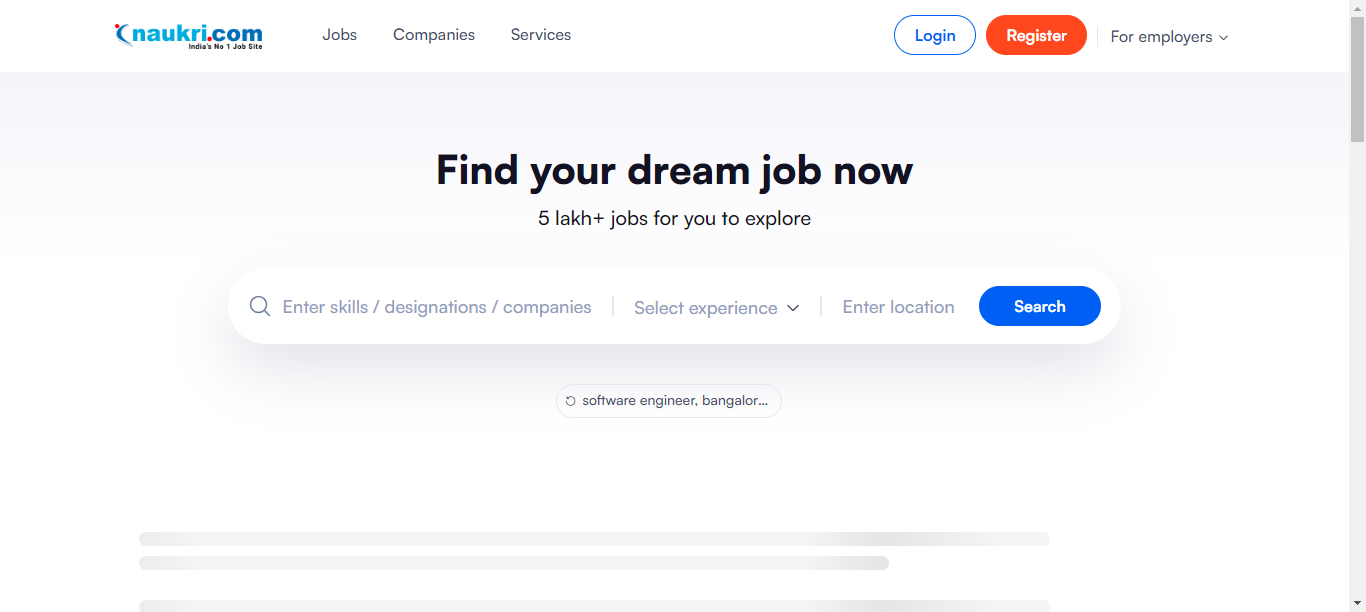 naukri.com
India's No 1 Job Site
Jobs Companies Services
Login Register For employers
Find your dream job now
5 lakh+ jobs for you to explore
Enter skills / designations / companies Select experience Enter location Search
software engineer, bangalor...